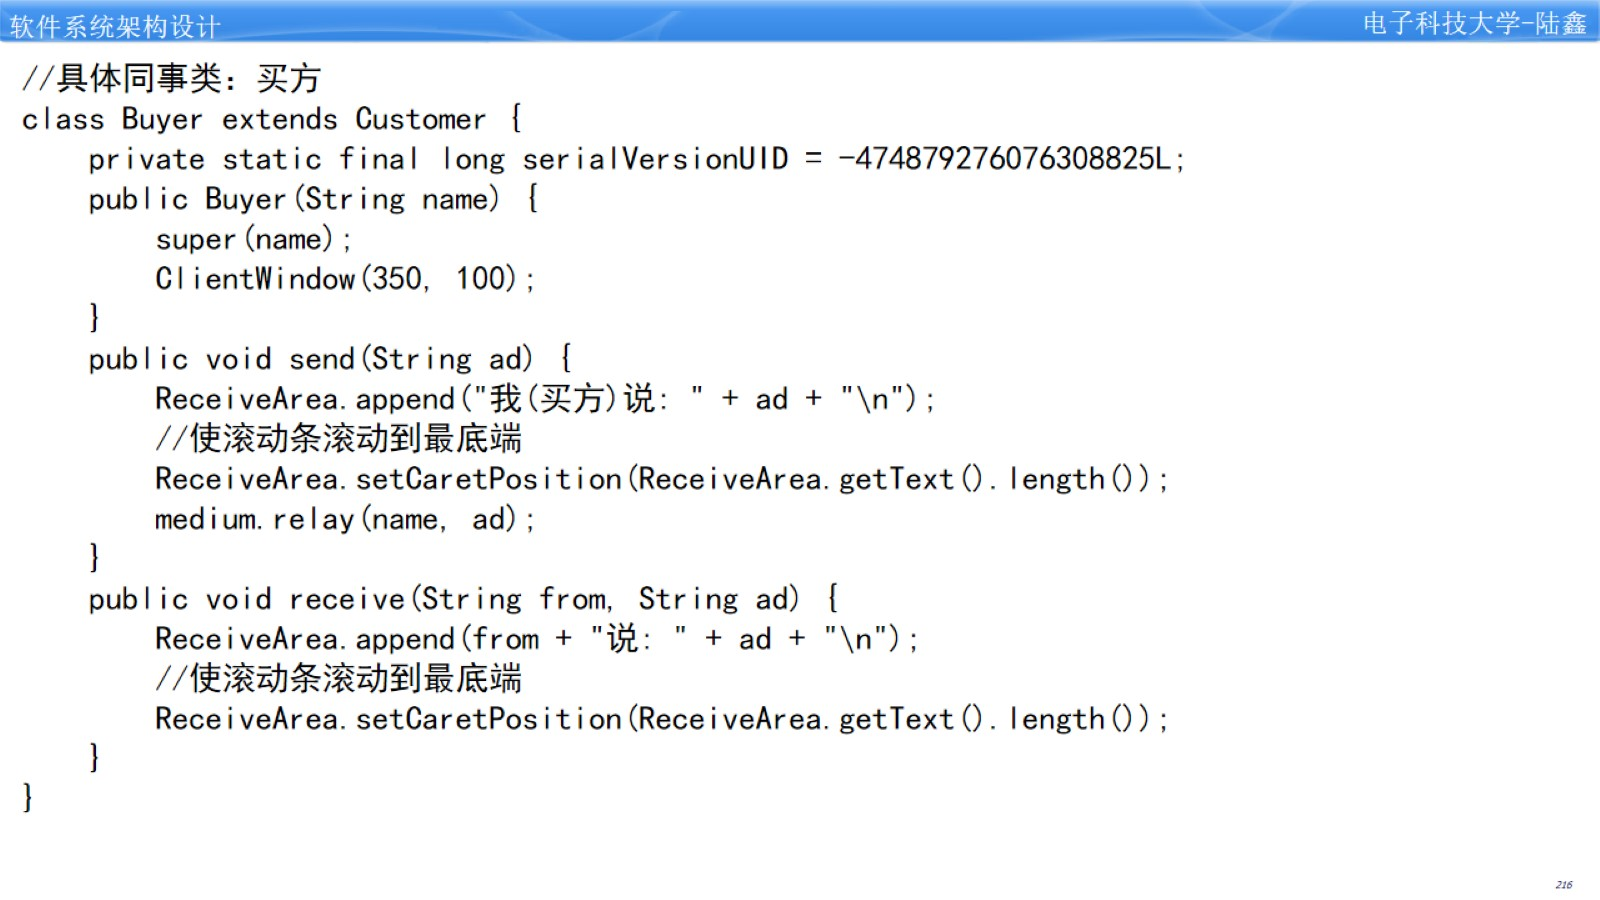 软件系统架构设计
电子科技大学-陆鑫
//具体同事类：买方
class Buyer extends Customer {
    private static final long serialVersionUID = -474879276076308825L;
    public Buyer(String name) {
        super(name);
        ClientWindow(350, 100);
    }
    public void send(String ad) {
        ReceiveArea.append("我(买方)说: " + ad + "\n");
        //使滚动条滚动到最底端
        ReceiveArea.setCaretPosition(ReceiveArea.getText().length());
        medium.relay(name, ad);
    }
    public void receive(String from, String ad) {
        ReceiveArea.append(from + "说: " + ad + "\n");
        //使滚动条滚动到最底端
        ReceiveArea.setCaretPosition(ReceiveArea.getText().length());
    }
}
216